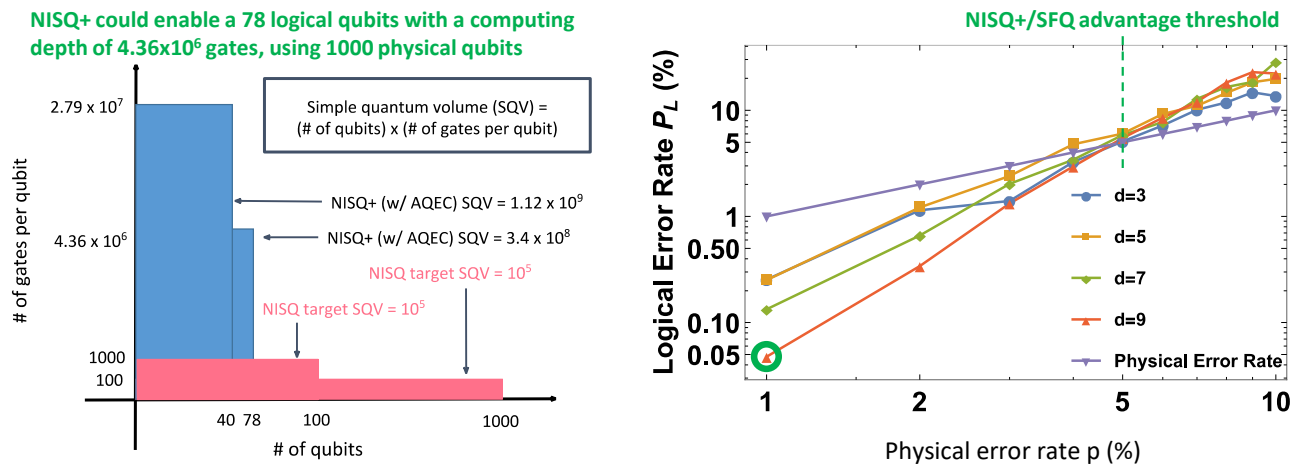 NISQ+ could enable a 78 logical qubits with a computing
depth of 4.36x10⁶ gates, using 1000 physical qubits
# of gates per qubit
2.79 x 10⁷
4.36 x 10⁶
1000
100
Simple quantum volume (SQV) =
(# of qubits) x (# of gates per qubit)
NISQ+ (w/ AQEC) SQV = 1.12 x 10⁹
NISQ+ (w/ AQEC) SQV = 3.4 x 10⁸
NISQ target SQV = 10⁵
NISQ target SQV = 10⁵
40 78 100 1000
# of qubits
NISQ+/SFQ advantage threshold
Logical Error Rate P_L (%)
10
5
1
0.50
0.10
0.05
d=3
d=5
d=7
d=9
Physical Error Rate
1 2 5 10
Physical error rate p (%)